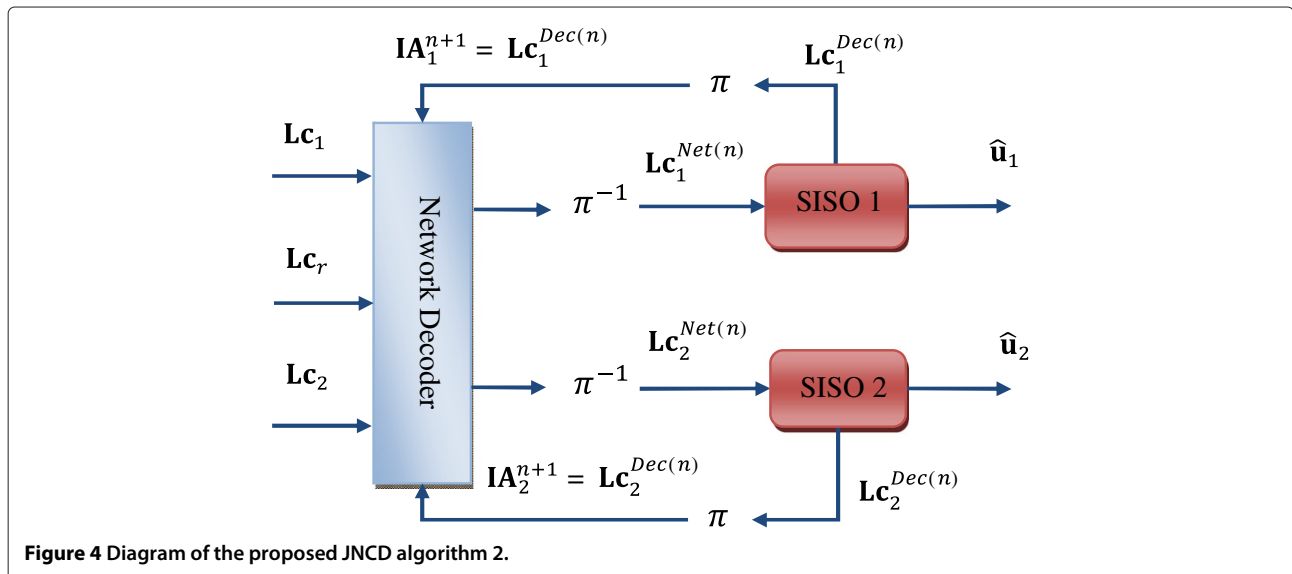 IA₁ⁿ⁺¹ = Lc₁^Dec(n)
Lc₁^Dec(n)
π
Lc₁
Lc₁^Net(n)
û₁
π⁻¹
SISO 1
Network Decoder
Lcᵣ
Lc₂^Net(n)
û₂
Lc₂
π⁻¹
SISO 2
IA₂ⁿ⁺¹ = Lc₂^Dec(n)
Lc₂^Dec(n)
π
Figure 4 Diagram of the proposed JNCD algorithm 2.